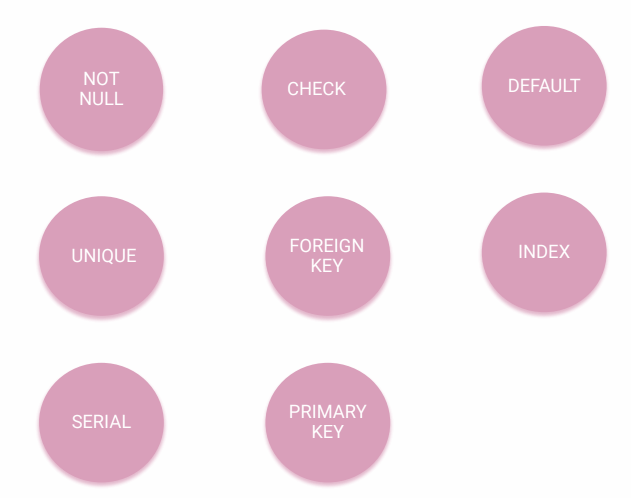 NOT
NULL
CHECK
DEFAULT
UNIQUE
FOREIGN
KEY
INDEX
SERIAL
PRIMARY
KEY